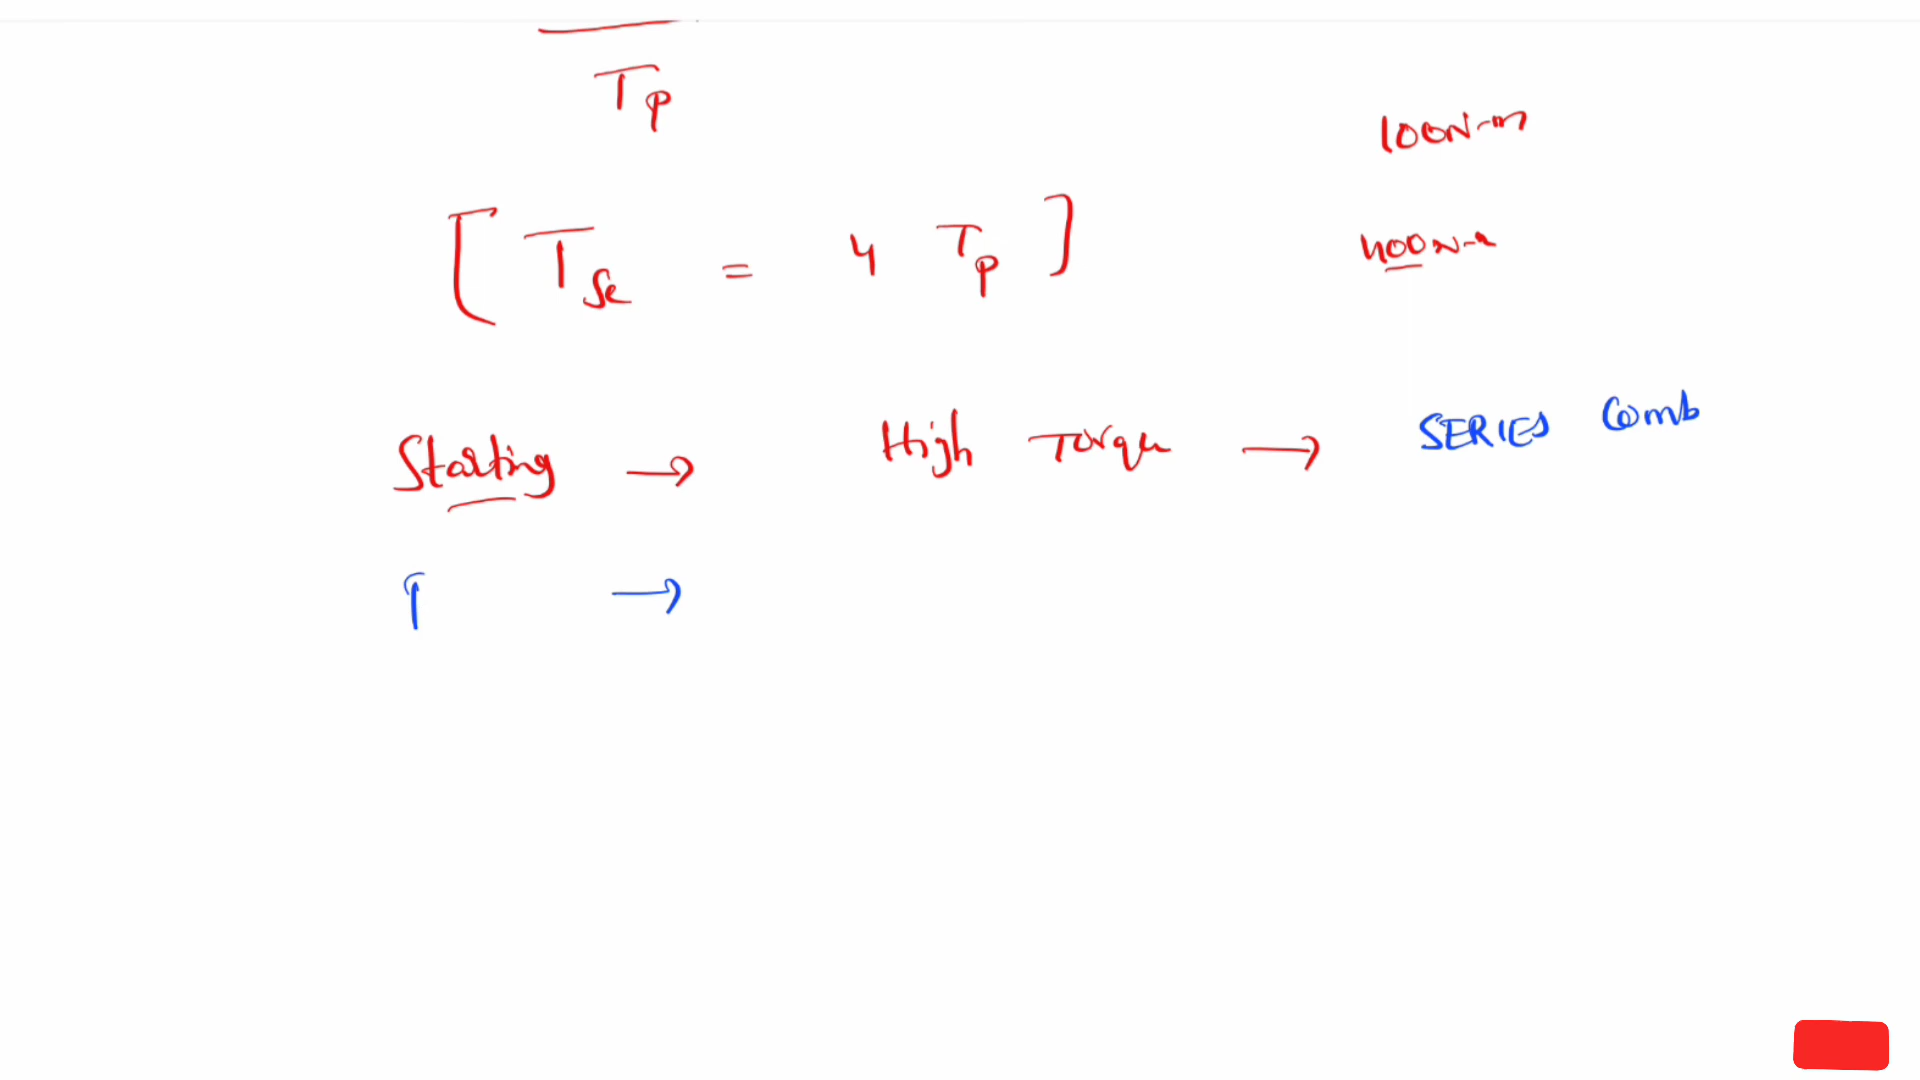 Tp
100N-m
[ Tse = 4 Tp ]
400N-m
Starting → High Torque → SERIES Comb
→